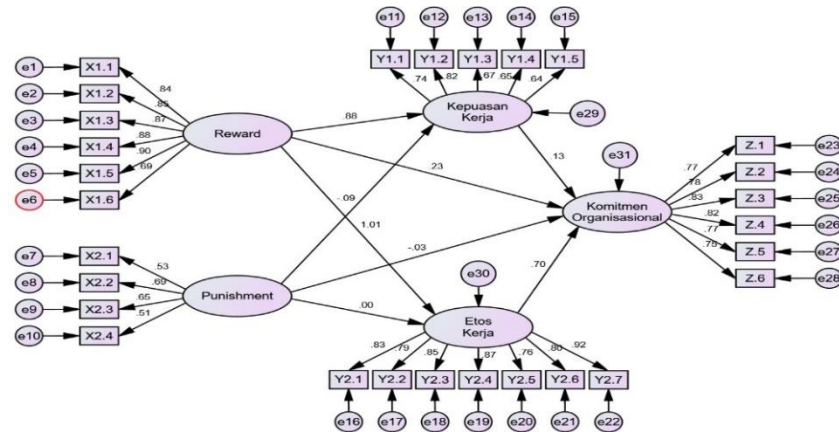 e11 e12 e13 e14 e15
Y1.1 Y1.2 Y1.3 Y1.4 Y1.5
.74 .82 .67 .65 .64
e1 X1.1
e2 X1.2
e3 X1.3
e4 X1.4
e5 X1.5
e6 X1.6
.84
.85
.87
.88
.90
.69
Reward
.88
Kepuasan
Kerja
e29
.23
.13
e31
-.09
1.01
Komitmen
Organisasional
.77
.78
.83
.82
.77
.79
Z.1 e23
Z.2 e24
Z.3 e25
Z.4 e26
Z.5 e27
Z.6 e28
e7 X2.1
e8 X2.2
e9 X2.3
e10 X2.4
.53
.69
.65
.51
Punishment
-.03
.00
.70
e30
Etos
Kerja
.83 .79 .85 .87 .76 .80 .92
Y2.1 Y2.2 Y2.3 Y2.4 Y2.5 Y2.6 Y2.7
e16 e17 e18 e19 e20 e21 e22